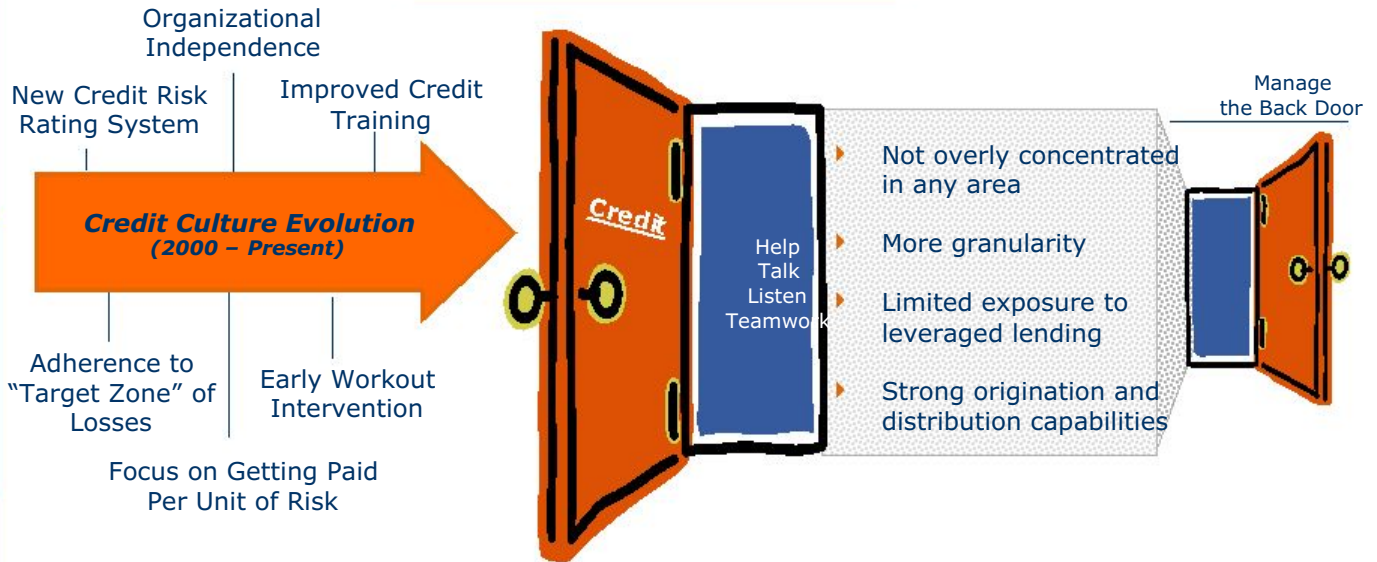 Organizational
Independence
New Credit Risk
Rating System
Improved Credit
Training
Credit Culture Evolution
(2000 – Present)
Adherence to
“Target Zone” of
Losses
Early Workout
Intervention
Focus on Getting Paid
Per Unit of Risk
Credit
Help
Talk
Listen
Teamwork
Not overly concentrated
in any area
More granularity
Limited exposure to
leveraged lending
Strong origination and
distribution capabilities
Manage
the Back Door